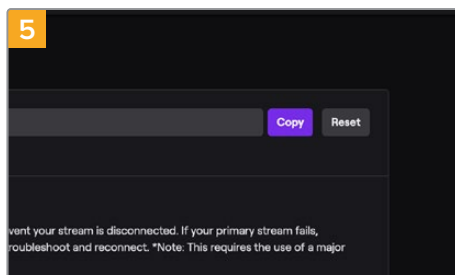 5
Copy Reset
vent your stream is disconnected. If your primary stream fails,
roubleshoot and reconnect. *Note: This requires the use of a major